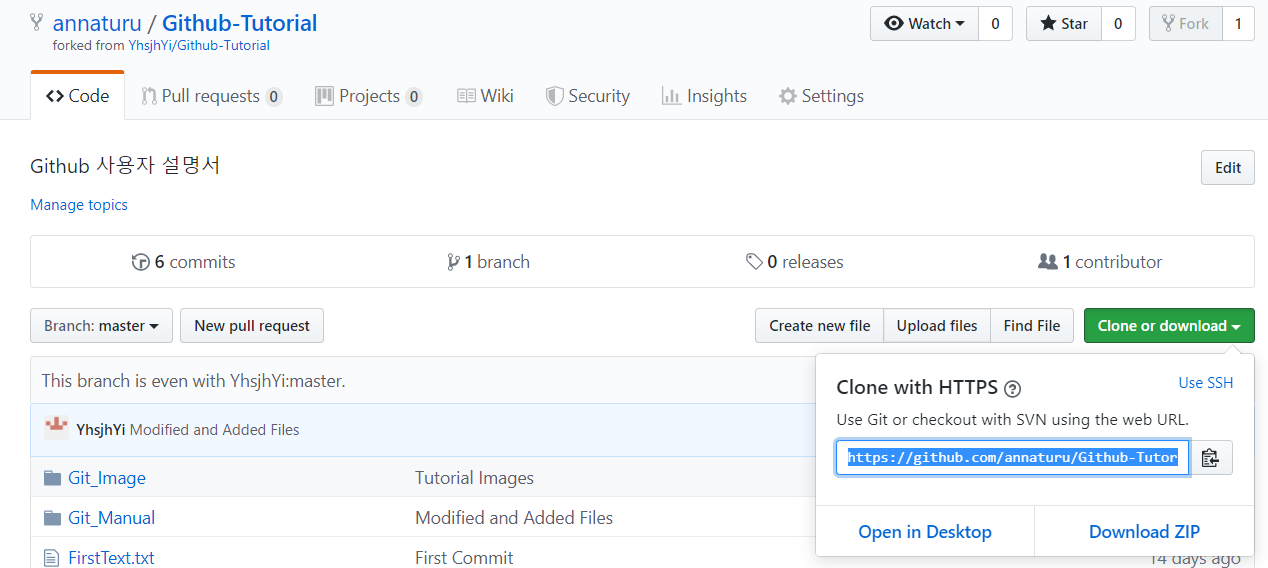 annaturu / Github-Tutorial
forked from YhsjhYi/Github-Tutorial
Watch 0 Star 0 Fork 1
Code Pull requests 0 Projects 0 Wiki Security Insights Settings
Github 사용자 설명서
Edit
Manage topics
6 commits 1 branch 0 releases 1 contributor
Branch: master New pull request Create new file Upload files Find File Clone or download
This branch is even with YhsjhYi:master.
Clone with HTTPS ? Use SSH
Use Git or checkout with SVN using the web URL.
YhsjhYi Modified and Added Files
https://github.com/annaturu/Github-Tutor
Git_Image Tutorial Images
Git_Manual Modified and Added Files
Open in Desktop Download ZIP
FirstText.txt First Commit 14 days ago